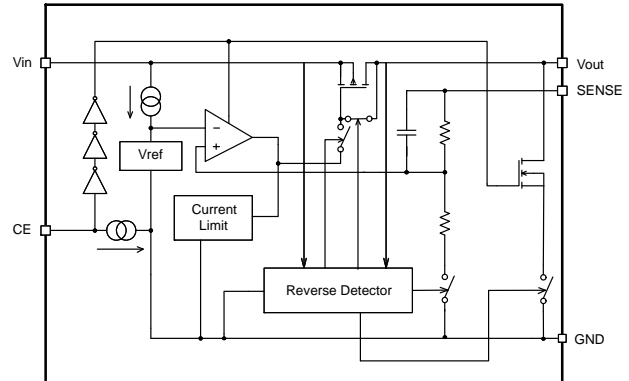 Vin
Vout
SENSE
−
+
Vref
CE
Current
Limit
Reverse Detector
GND